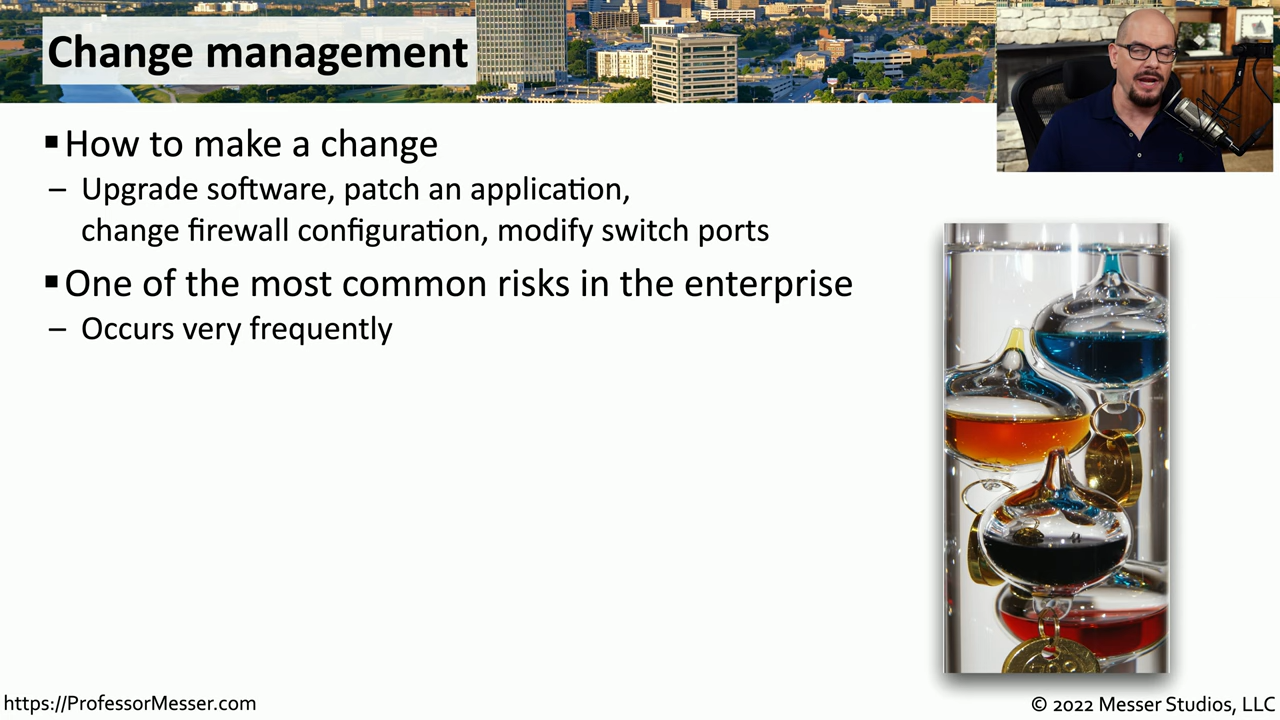 Change management
▪ How to make a change
– Upgrade software, patch an application,
change firewall configuration, modify switch ports
▪ One of the most common risks in the enterprise
– Occurs very frequently
https://ProfessorMesser.com
© 2022 Messer Studios, LLC